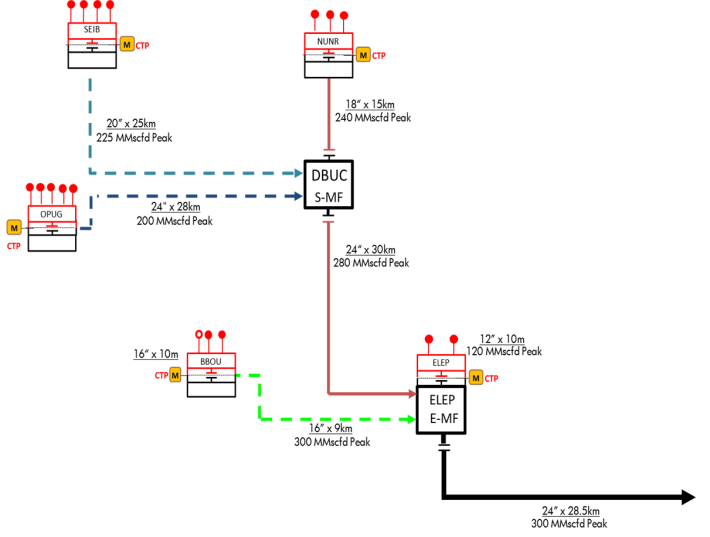 SEIB
M CTP
NUNR
M
CTP
18" x 15km
240 MMscfd Peak
20" x 25km
225 MMscfd Peak
DBUC
S-MF
OPUG
M
CTP
24" x 28km
200 MMscfd Peak
24" x 30km
280 MMscfd Peak
16" x 10m
BBOU
CTP M
12" x 10m
120 MMscfd Peak
ELEP
M CTP
ELEP
E-MF
16" x 9km
300 MMscfd Peak
24" x 28.5km
300 MMscfd Peak